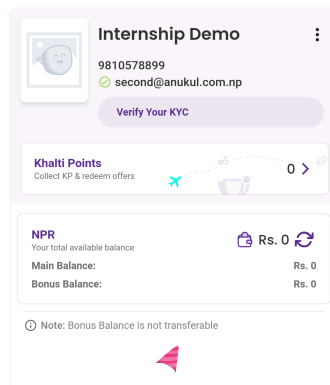 Internship Demo
9810578899
second@anukul.com.np
Verify Your KYC
Khalti Points
Collect KP & redeem offers
0
NPR
Your total available balance
Rs. 0
Main Balance: Rs. 0
Bonus Balance: Rs. 0
Note: Bonus Balance is not transferable